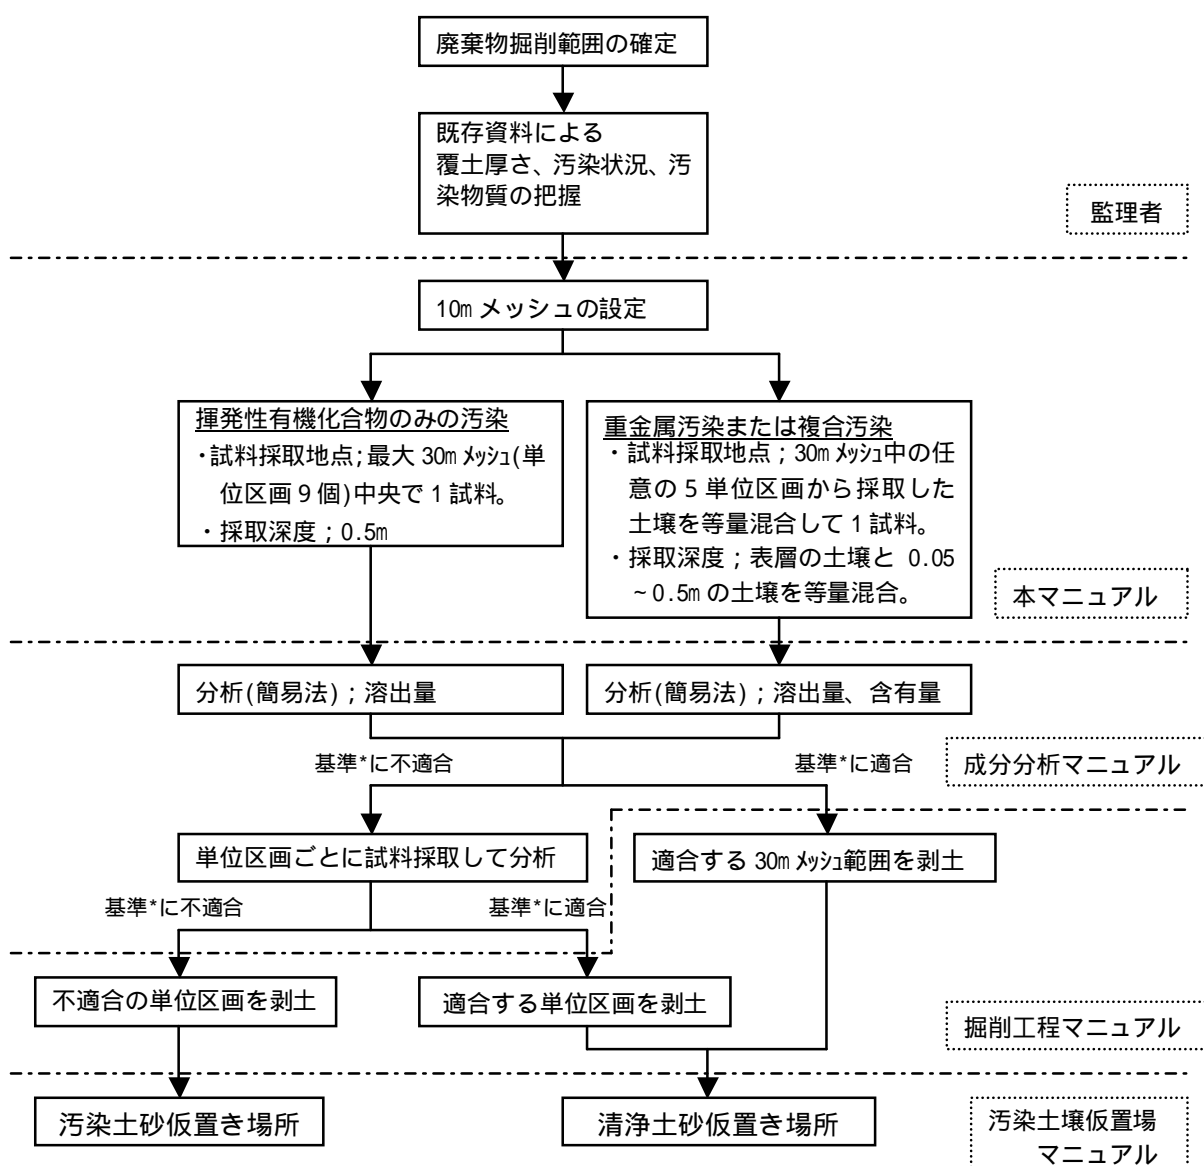 廃棄物掘削範囲の確定
既存資料による
覆土厚さ、汚染状況、汚
染物質の把握
監理者
10m メッシュの設定
揮発性有機化合物のみの汚染
・試料採取地点;最大 30m ﾒｯｼｭ(単
位区画 9 個)中央で 1 試料。
・採取深度；0.5m
重金属汚染または複合汚染
・試料採取地点；30m ﾒｯｼｭ中の任
意の 5 単位区画から採取した
土壌を等量混合して 1 試料。
・採取深度；表層の土壌と 0.05
~0.5m の土壌を等量混合。
本マニュアル
分析(簡易法)；溶出量
分析(簡易法)；溶出量、含有量
基準*に不適合
基準*に適合
成分分析マニュアル
単位区画ごとに試料採取して分析
適合する 30m ﾒｯｼｭ範囲を剥土
基準*に不適合
基準*に適合
不適合の単位区画を剥土
適合する単位区画を剥土
掘削工程マニュアル
汚染土砂仮置き場所
清浄土砂仮置き場所
汚染土壌仮置場
マニュアル